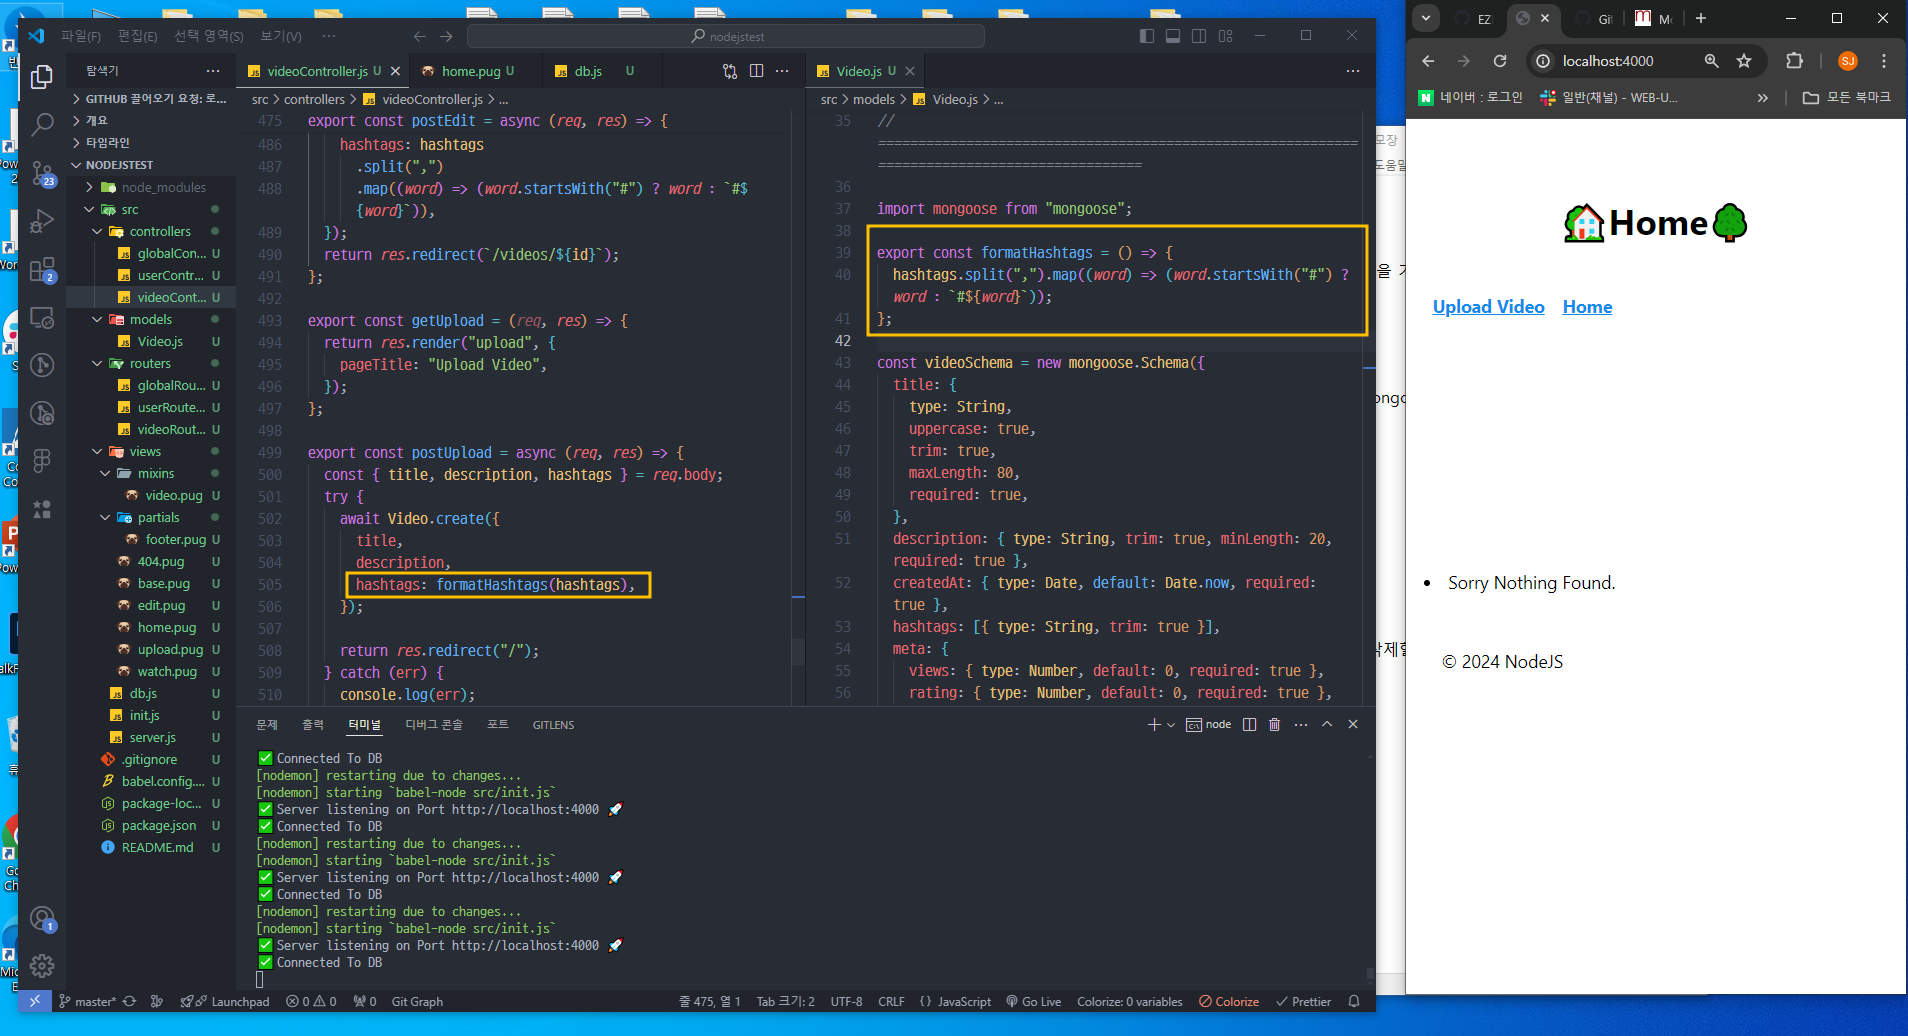 파일(F) 편집(E) 선택 영역(S) 보기(V) ···
nodejstest
탐색기 ···
GITHUB 끌어오기 요청: 로...
개요
타임라인
NODEJSTEST
node_modules
src
controllers
globalCon... U
userContr... U
videoCont... U
models
Video.js U
routers
globalRou... U
userRoute... U
videoRout... U
views
mixins
video.pug U
partials
footer.pug U
404.pug U
base.pug U
edit.pug U
home.pug U
upload.pug U
watch.pug U
db.js U
init.js U
server.js U
.gitignore U
babel.config.... U
package-loc... U
package.json U
README.md U
23
2
1
videoController.js U
home.pug U
db.js U
src > controllers > JS videoController.js > ...
475 export const postEdit = async (req, res) => {
486 hashtags: hashtags
487 .split(",")
488 .map((word) => (word.startsWith("#") ? word : `#$
{word}`)),
489 });
490 return res.redirect(`/videos/${id}`);
491 };
492
493 export const getUpload = (req, res) => {
494 return res.render("upload", {
495 pageTitle: "Upload Video",
496 });
497 };
498
499 export const postUpload = async (req, res) => {
500 const { title, description, hashtags } = req.body;
501 try {
502 await Video.create({
503 title,
504 description,
505 hashtags: formatHashtags(hashtags),
506 });
507
508 return res.redirect("/");
509 } catch (err) {
510 console.log(err);
Video.js U
src > models > JS Video.js > ...
35 //
============================================================
=================================
36
37 import mongoose from "mongoose";
38
39 export const formatHashtags = () => {
40 hashtags.split(",").map((word) => (word.startsWith("#") ?
word : `#${word}`));
41 };
42
43 const videoSchema = new mongoose.Schema({
44 title: {
45 type: String,
46 uppercase: true,
47 trim: true,
48 maxLength: 80,
49 required: true,
50 },
51 description: { type: String, trim: true, minLength: 20,
required: true },
52 createdAt: { type: Date, default: Date.now, required:
true },
53 hashtags: [{ type: String, trim: true }],
54 meta: {
55 views: { type: Number, default: 0, required: true },
56 rating: { type: Number, default: 0, required: true },
문제 출력 터미널 디버그 콘솔 포트 GITLENS
node
✅ Connected To DB
[nodemon] restarting due to changes...
[nodemon] starting `babel-node src/init.js`
✅ Server listening on Port http://localhost:4000 🚀
✅ Connected To DB
[nodemon] restarting due to changes...
[nodemon] starting `babel-node src/init.js`
✅ Server listening on Port http://localhost:4000 🚀
✅ Connected To DB
[nodemon] restarting due to changes...
[nodemon] starting `babel-node src/init.js`
✅ Server listening on Port http://localhost:4000 🚀
✅ Connected To DB
master* Launchpad 0 0 0 Git Graph 줄 475, 열 1 Tab 크기: 2 UTF-8 CRLF {} JavaScript Go Live Colorize: 0 variables Colorize Prettier
EZ
Git
localhost:4000
SJ
네이버 : 로그인 일반(채널) - WEB-U... » 모든 북마크
🏠Home🌳
Upload Video Home
• Sorry Nothing Found.
© 2024 NodeJS